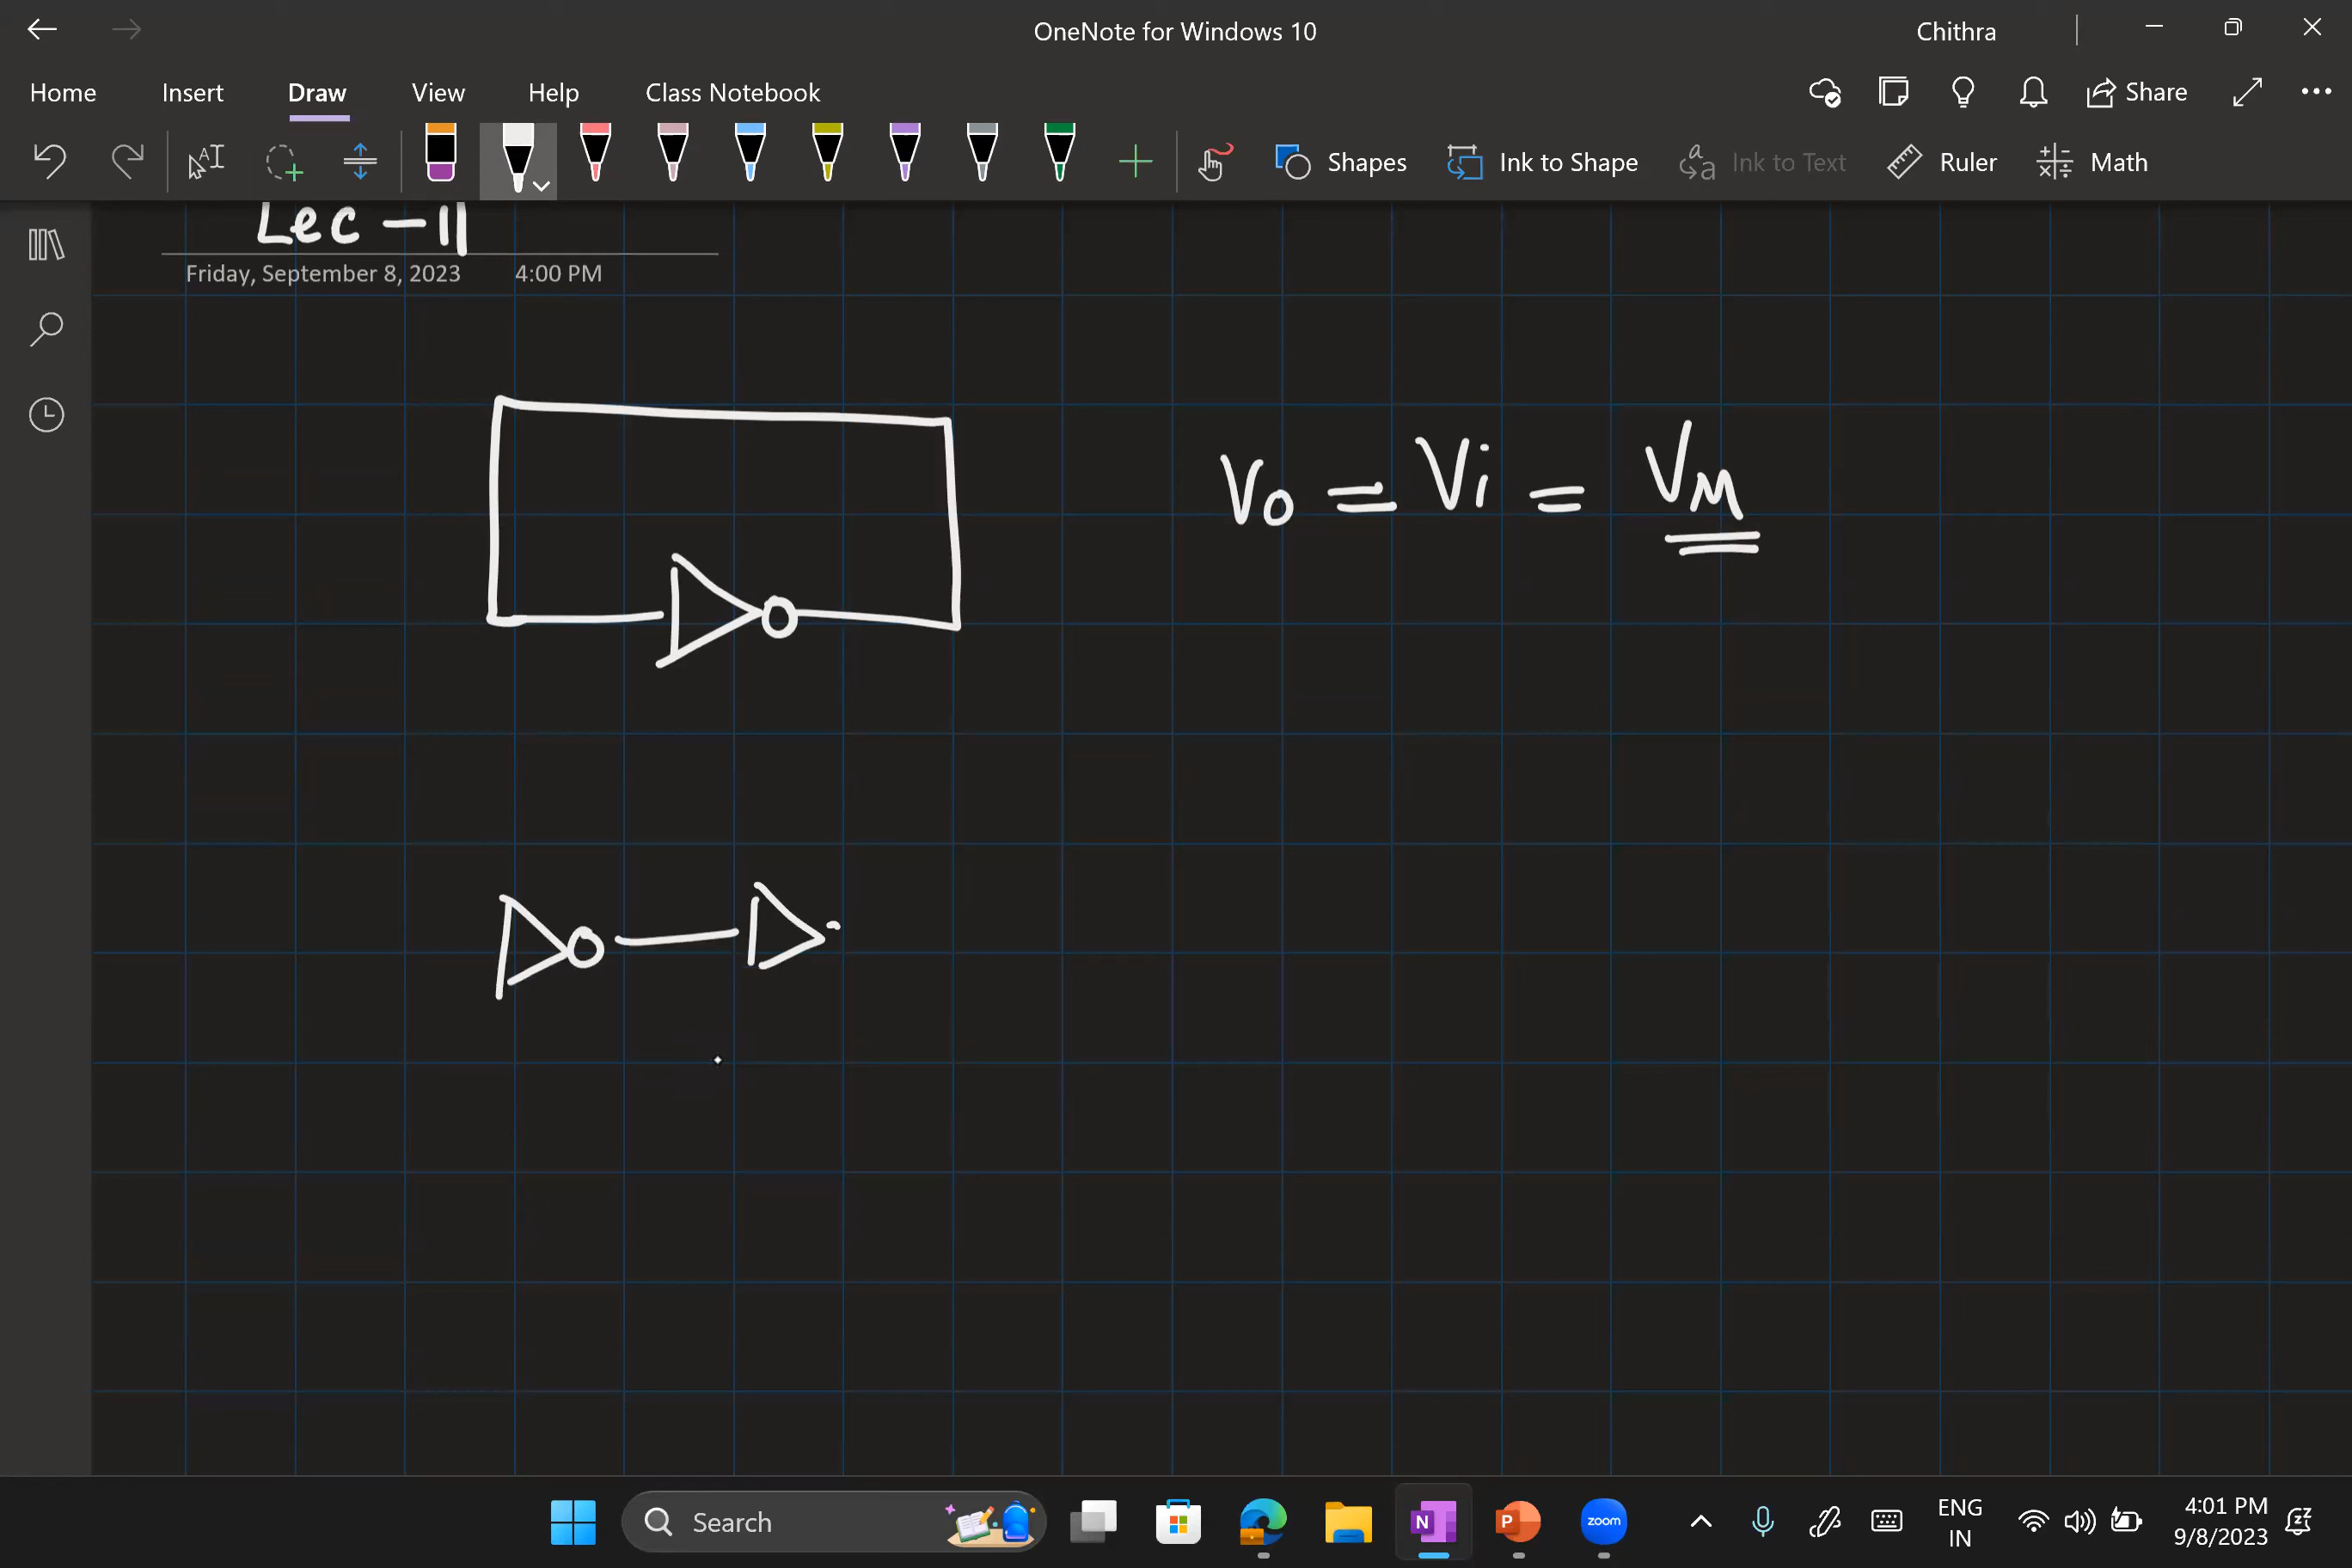 OneNote for Windows 10
Chithra
Home Insert Draw View Help Class Notebook Share
Shapes Ink to Shape Ink to Text Ruler Math
Lec - 11
Friday, September 8, 2023 4:00 PM
Vo = Vi = VM
Search
zoom
ENG
IN
4:01 PM
9/8/2023